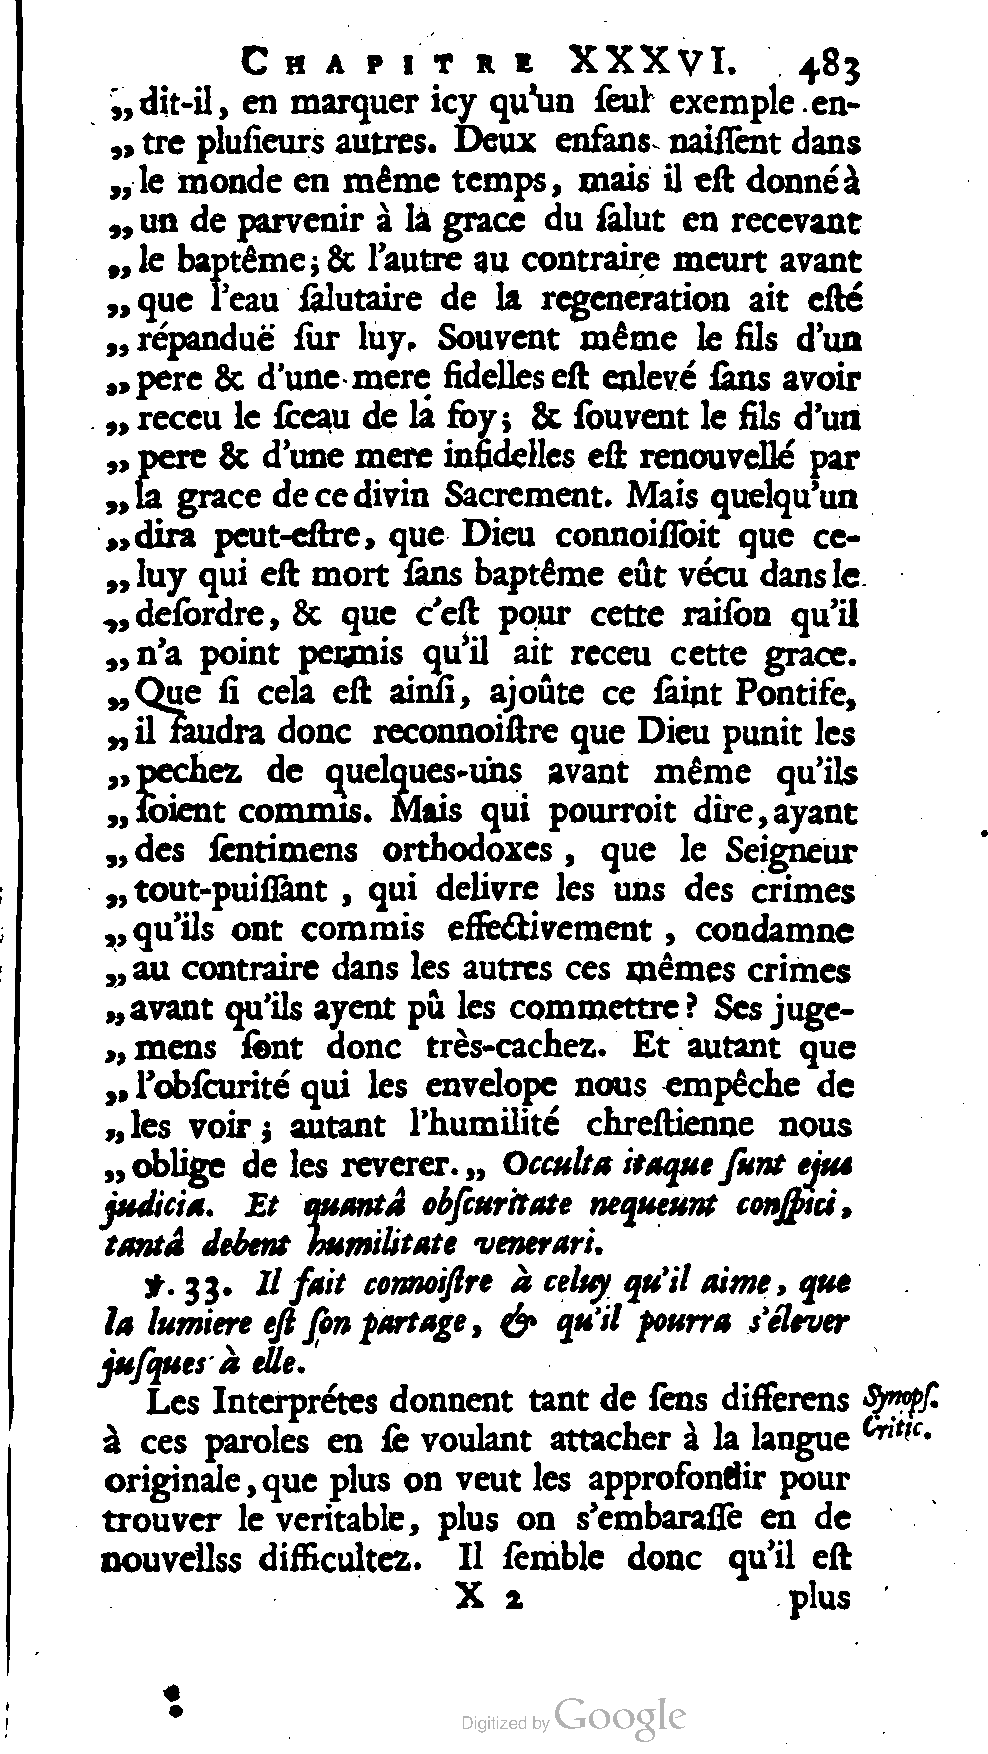 CHAPITRE XXXVI. 483
„ dit-il, en marquer icy qu'un ſeul exemple en-
„ tre pluſieurs autres. Deux enfans naiſſent dans
„ le monde en même temps, mais il eſt donné à
„ un de parvenir à la grace du ſalut en recevant
„ le baptême; & l'autre au contraire meurt avant
„ que l'eau ſalutaire de la regeneration ait eſté
„ répanduë ſur luy. Souvent même le fils d'un
„ pere & d'une mere fidelles eſt enlevé ſans avoir
„ receu le ſceau de la foy; & ſouvent le fils d'un
„ pere & d'une mere infidelles eſt renouvellé par
„ la grace de ce divin Sacrement. Mais quelqu'un
„ dira peut-eſtre, que Dieu connoiſſoit que ce-
„ luy qui eſt mort ſans baptême eût vécu dans le
„ deſordre, & que c'eſt pour cette raiſon qu'il
„ n'a point permis qu'il ait receu cette grace.
„ Que ſi cela eſt ainſi, ajoûte ce ſaint Pontife,
„ il faudra donc reconnoiſtre que Dieu punit les
„ pechez de quelques-uns avant même qu'ils
„ ſoient commis. Mais qui pourroit dire, ayant
„ des ſentimens orthodoxes, que le Seigneur
„ tout-puiſſant, qui delivre les uns des crimes
„ qu'ils ont commis effectivement, condamne
„ au contraire dans les autres ces mêmes crimes
„ avant qu'ils ayent pû les commettre? Ses juge-
„ mens ſont donc très-cachez. Et autant que
„ l'obſcurité qui les envelope nous empêche de
„ les voir; autant l'humilité chreſtienne nous
„ oblige de les reverer.„ Occulta itaque ſunt ejus
judicia. Et quantâ obſcuritate nequeunt conſpici,
tantâ debent humilitate venerari.
℣. 33. Il fait connoiſtre à celuy qu'il aime, que
la lumiere eſt ſon partage, & qu'il pourra s'élever
juſques à elle.
Les Interprétes donnent tant de ſens differens Synopſ.
à ces paroles en ſe voulant attacher à la langue Critic.
originale, que plus on veut les approfondir pour
trouver le veritable, plus on s'embaraſſe en de
nouvellss difficultez. Il ſemble donc qu'il eſt
X 2 plus
Digitized by Google